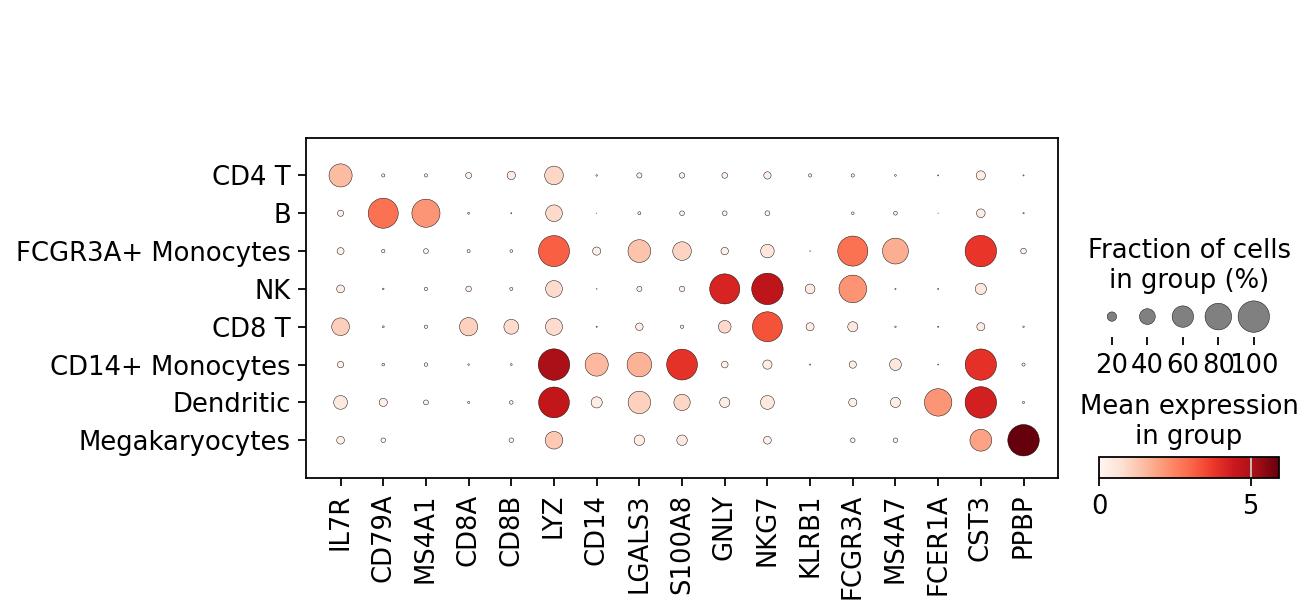 CD4 T
B
FCGR3A+ Monocytes
NK
CD8 T
CD14+ Monocytes
Dendritic
Megakaryocytes
IL7R
CD79A
MS4A1
CD8A
CD8B
LYZ
CD14
LGALS3
S100A8
GNLY
NKG7
KLRB1
FCGR3A
MS4A7
FCER1A
CST3
PPBP
Fraction of cells
in group (%)
20 40 60 80 100
Mean expression
in group
0 5